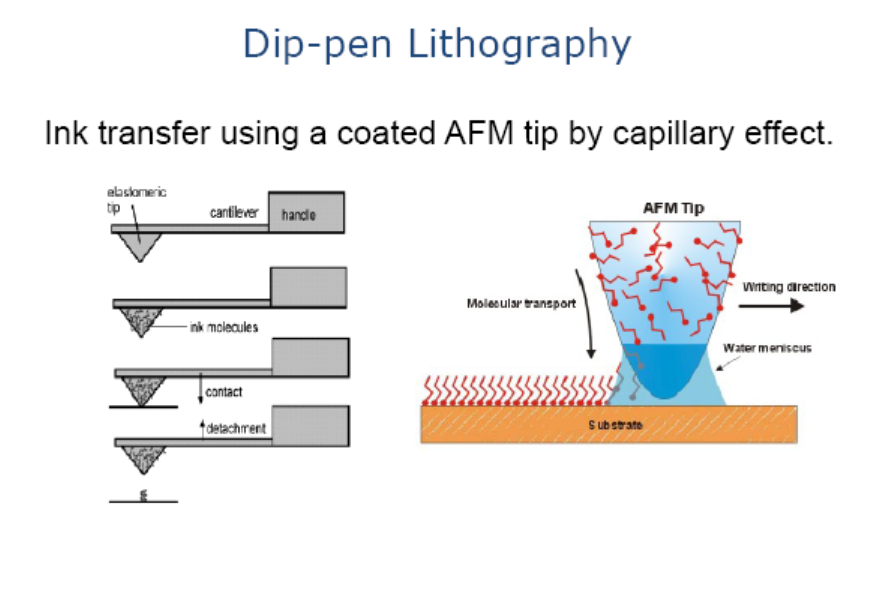 Dip-pen Lithography
Ink transfer using a coated AFM tip by capillary effect.
elastomeric
tip
cantilever
handle
ink molecules
contact
detachment
AFM Tip
Molecular transport
Writing direction
Water meniscus
Substrate